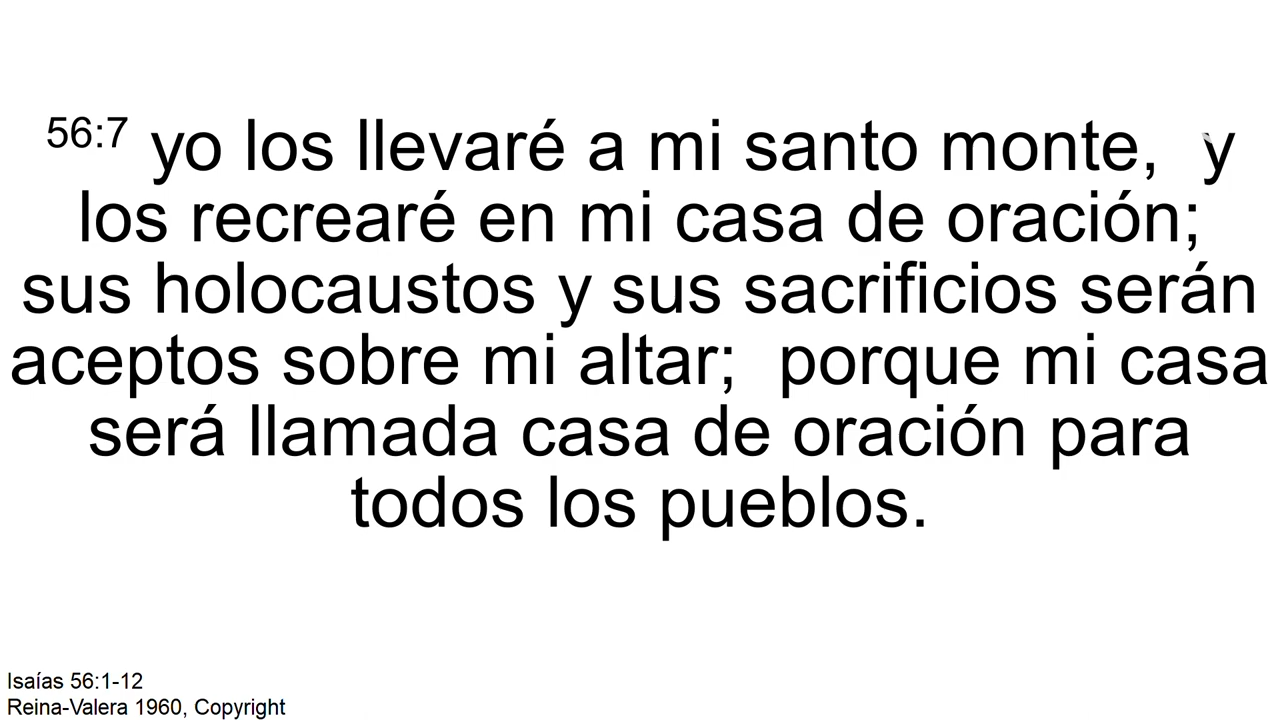 56:7 yo los llevaré a mi santo monte, y
los recrearé en mi casa de oración;
sus holocaustos y sus sacrificios serán
aceptos sobre mi altar; porque mi casa
será llamada casa de oración para
todos los pueblos.
Isaías 56:1-12
Reina-Valera 1960, Copyright